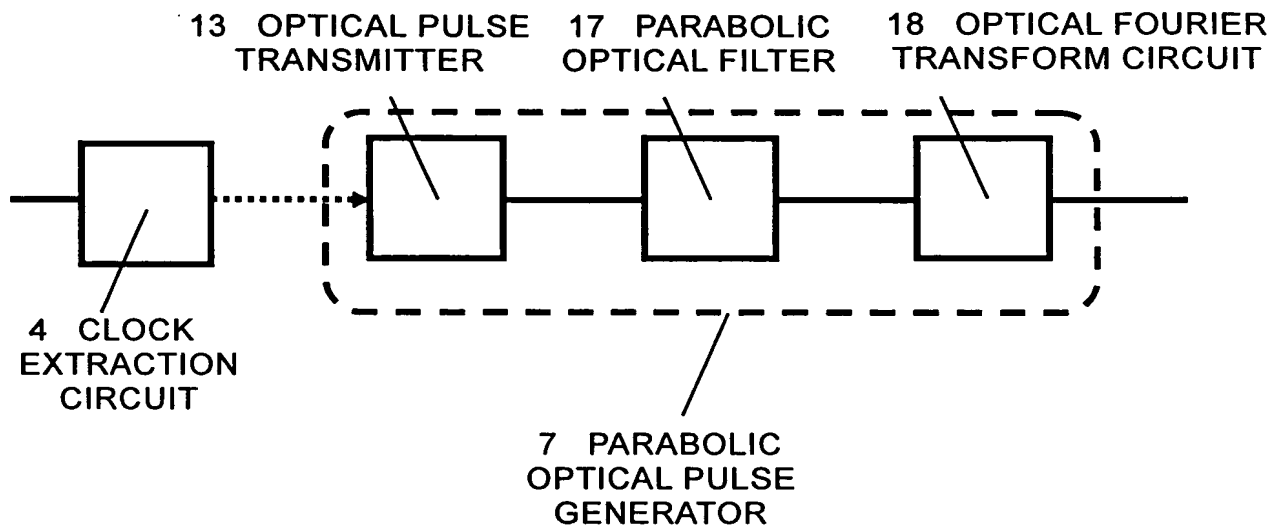 13 OPTICAL PULSE
TRANSMITTER
17 PARABOLIC
OPTICAL FILTER
18 OPTICAL FOURIER
TRANSFORM CIRCUIT
4 CLOCK
EXTRACTION
CIRCUIT
7 PARABOLIC
OPTICAL PULSE
GENERATOR